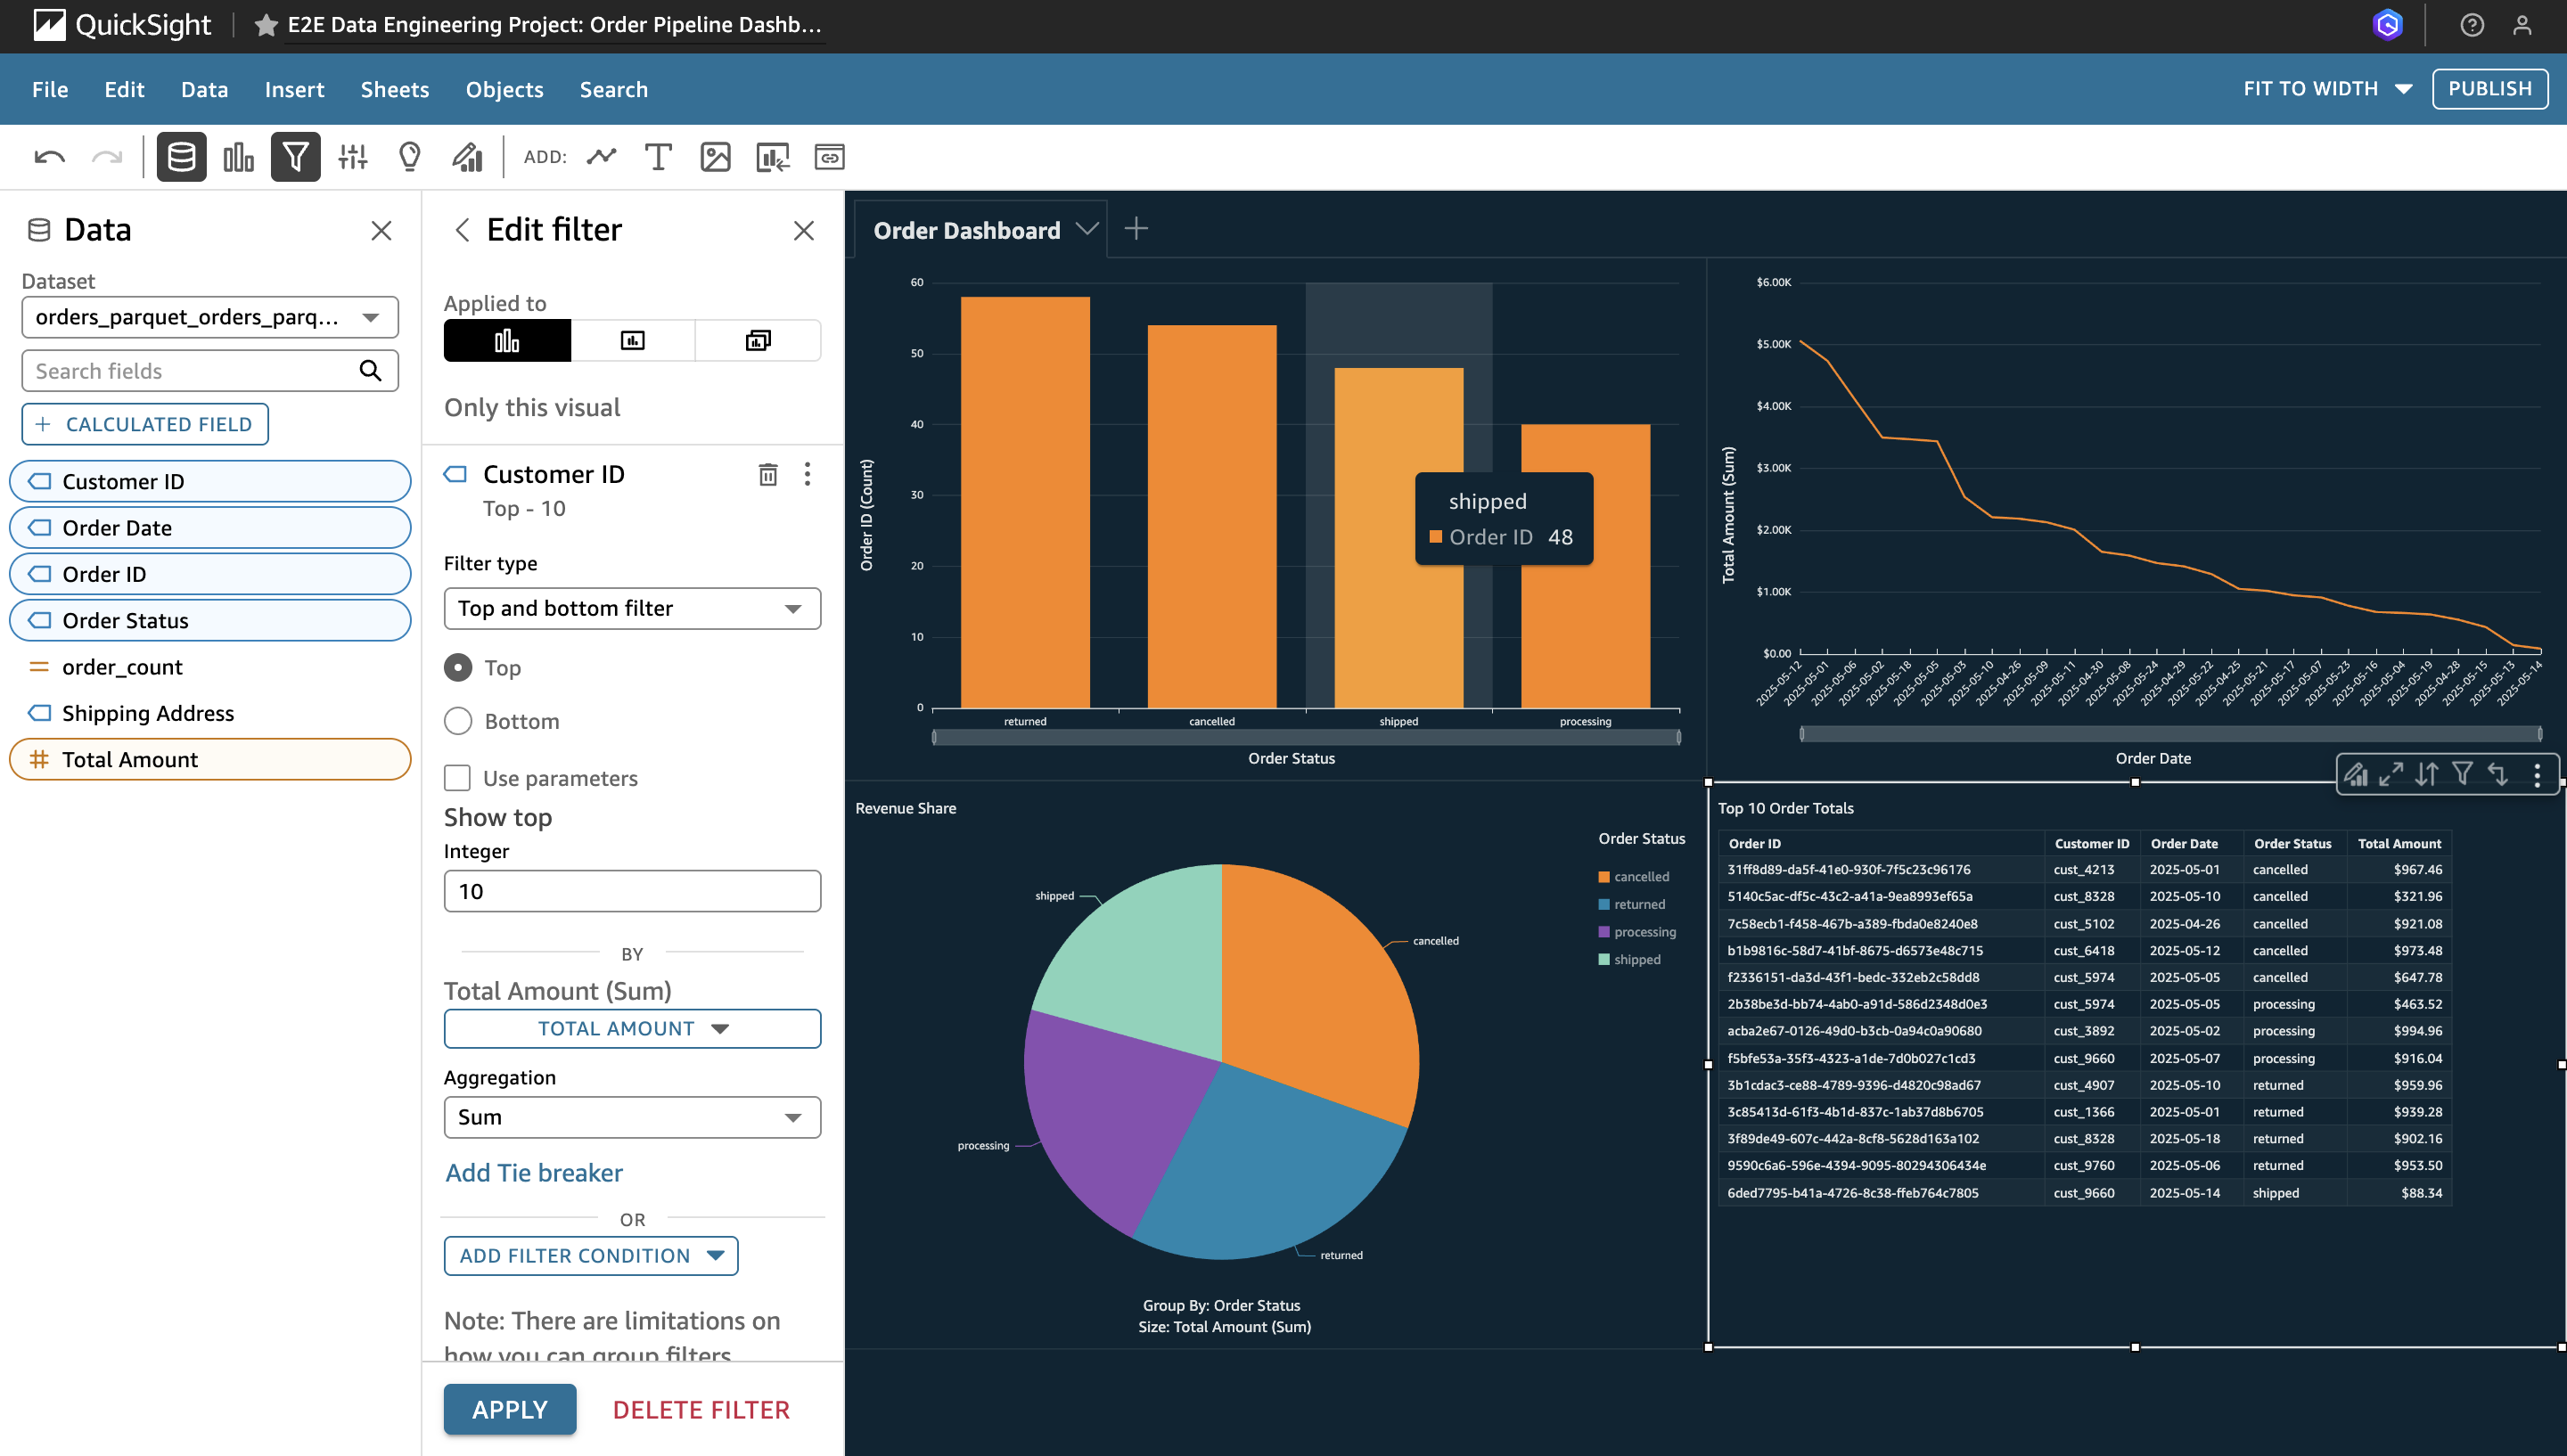 QuickSight
E2E Data Engineering Project: Order Pipeline Dashb...
File Edit Data Insert Sheets Objects Search
FIT TO WIDTH
PUBLISH
ADD:
Data
Dataset
orders_parquet_orders_parq...
Search fields
CALCULATED FIELD
Customer ID
Order Date
Order ID
Order Status
order_count
Shipping Address
Total Amount
Edit filter
Applied to
Only this visual
Customer ID
Top - 10
Filter type
Top and bottom filter
Top
Bottom
Use parameters
Show top
Integer
10
BY
Total Amount (Sum)
TOTAL AMOUNT
Aggregation
Sum
Add Tie breaker
OR
ADD FILTER CONDITION
Note: There are limitations on
how you can group filters
APPLY
DELETE FILTER
Order Dashboard
Order ID (Count)
60
50
40
30
20
10
0
returned cancelled shipped processing
Order Status
shipped
Order ID 48
Total Amount (Sum)
$6.00K
$5.00K
$4.00K
$3.00K
$2.00K
$1.00K
$0.00
2025-05-12 2025-05-01 2025-05-06 2025-05-02 2025-05-18 2025-05-05 2025-05-03 2025-05-10 2025-04-26 2025-05-09 2025-05-11 2025-04-30 2025-05-08 2025-05-24 2025-04-29 2025-05-22 2025-04-25 2025-05-21 2025-05-17 2025-05-07 2025-05-23 2025-05-16 2025-05-04 2025-05-19 2025-04-28 2025-05-15 2025-05-13 2025-05-14
Order Date
Revenue Share
shipped
cancelled
processing
returned
Order Status
cancelled
returned
processing
shipped
Group By: Order Status
Size: Total Amount (Sum)
Top 10 Order Totals
Order ID Customer ID Order Date Order Status Total Amount
31ff8d89-da5f-41e0-930f-7f5c23c96176 cust_4213 2025-05-01 cancelled $967.46
5140c5ac-df5c-43c2-a41a-9ea8993ef65a cust_8328 2025-05-10 cancelled $321.96
7c58ecb1-f458-467b-a389-fbda0e8240e8 cust_5102 2025-04-26 cancelled $921.08
b1b9816c-58d7-41bf-8675-d6573e48c715 cust_6418 2025-05-12 cancelled $973.48
f2336151-da3d-43f1-bedc-332eb2c58dd8 cust_5974 2025-05-05 cancelled $647.78
2b38be3d-bb74-4ab0-a91d-586d2348d0e3 cust_5974 2025-05-05 processing $463.52
acba2e67-0126-49d0-b3cb-0a94c0a90680 cust_3892 2025-05-02 processing $994.96
f5bfe53a-35f3-4323-a1de-7d0b027c1cd3 cust_9660 2025-05-07 processing $916.04
3b1cdac3-ce88-4789-9396-d4820c98ad67 cust_4907 2025-05-10 returned $959.96
3c85413d-61f3-4b1d-837c-1ab37d8b6705 cust_1366 2025-05-01 returned $939.28
3f89de49-607c-442a-8cf8-5628d163a102 cust_8328 2025-05-18 returned $902.16
9590c6a6-596e-4394-9095-80294306434e cust_9760 2025-05-06 returned $953.50
6ded7795-b41a-4726-8c38-ffeb764c7805 cust_9660 2025-05-14 shipped $88.34